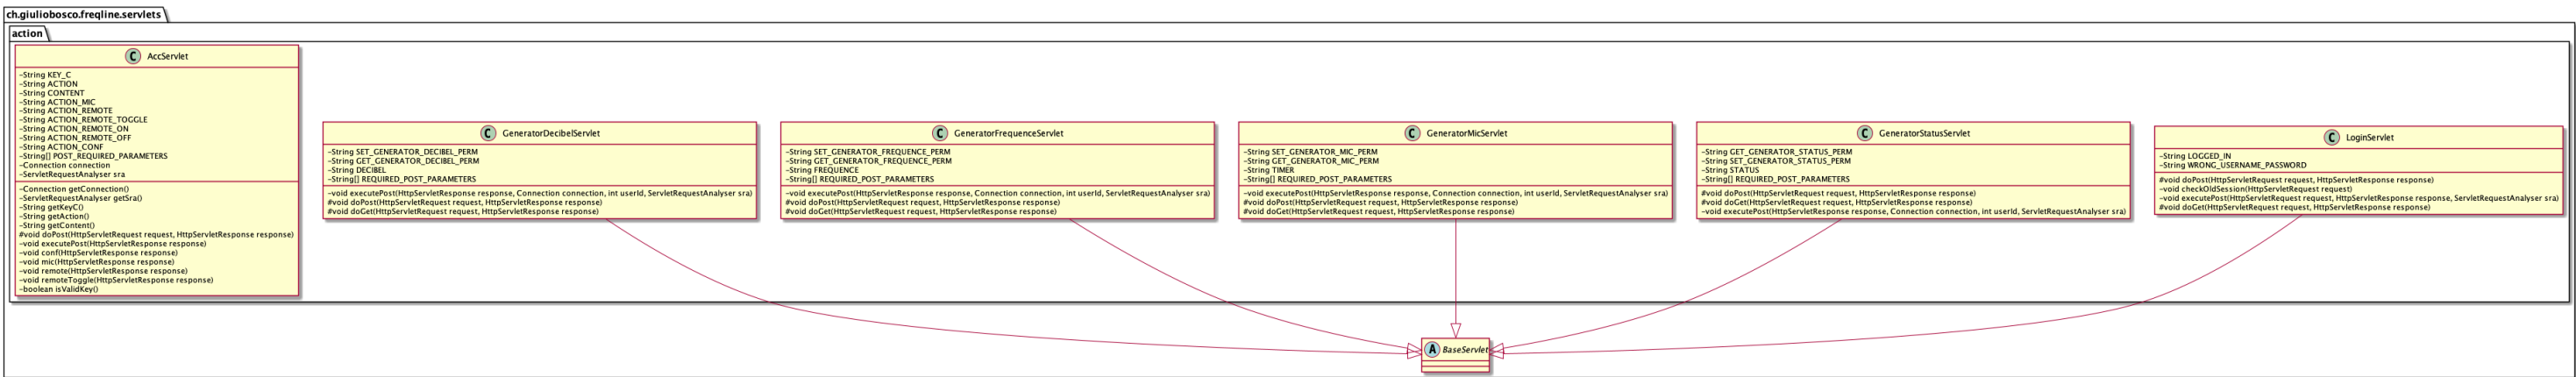 ch.giuliobosco.freqline.servlets
action
C AccServlet
-String KEY_C
-String ACTION
-String CONTENT
-String ACTION_MIC
-String ACTION_REMOTE
-String ACTION_REMOTE_TOGGLE
-String ACTION_REMOTE_ON
-String ACTION_REMOTE_OFF
-String ACTION_CONF
-String[] POST_REQUIRED_PARAMETERS
-Connection connection
-ServletRequestAnalyser sra
-Connection getConnection()
-ServletRequestAnalyser getSra()
-String getKeyC()
-String getAction()
-String getContent()
#void doPost(HttpServletRequest request, HttpServletResponse response)
-void executePost(HttpServletResponse response)
-void conf(HttpServletResponse response)
-void mic(HttpServletResponse response)
-void remote(HttpServletResponse response)
-void remoteToggle(HttpServletResponse response)
-boolean isValidKey()
C GeneratorDecibelServlet
-String SET_GENERATOR_DECIBEL_PERM
-String GET_GENERATOR_DECIBEL_PERM
-String DECIBEL
-String[] REQUIRED_POST_PARAMETERS
-void executePost(HttpServletResponse response, Connection connection, int userId, ServletRequestAnalyser sra)
#void doPost(HttpServletRequest request, HttpServletResponse response)
#void doGet(HttpServletRequest request, HttpServletResponse response)
C GeneratorFrequenceServlet
-String SET_GENERATOR_FREQUENCE_PERM
-String GET_GENERATOR_FREQUENCE_PERM
-String FREQUENCE
-String[] REQUIRED_POST_PARAMETERS
-void executePost(HttpServletResponse response, Connection connection, int userId, ServletRequestAnalyser sra)
#void doPost(HttpServletRequest request, HttpServletResponse response)
#void doGet(HttpServletRequest request, HttpServletResponse response)
C GeneratorMicServlet
-String SET_GENERATOR_MIC_PERM
-String GET_GENERATOR_MIC_PERM
-String TIMER
-String[] REQUIRED_POST_PARAMETERS
-void executePost(HttpServletResponse response, Connection connection, int userId, ServletRequestAnalyser sra)
#void doPost(HttpServletRequest request, HttpServletResponse response)
#void doGet(HttpServletRequest request, HttpServletResponse response)
C GeneratorStatusServlet
-String GET_GENERATOR_STATUS_PERM
-String SET_GENERATOR_STATUS_PERM
-String STATUS
-String[] REQUIRED_POST_PARAMETERS
#void doPost(HttpServletRequest request, HttpServletResponse response)
#void doGet(HttpServletRequest request, HttpServletResponse response)
-void executePost(HttpServletResponse response, Connection connection, int userId, ServletRequestAnalyser sra)
C LoginServlet
-String LOGGED_IN
-String WRONG_USERNAME_PASSWORD
#void doPost(HttpServletRequest request, HttpServletResponse response)
-void checkOldSession(HttpServletRequest request)
-void executePost(HttpServletRequest request, HttpServletResponse response, ServletRequestAnalyser sra)
#void doGet(HttpServletRequest request, HttpServletResponse response)
A BaseServlet